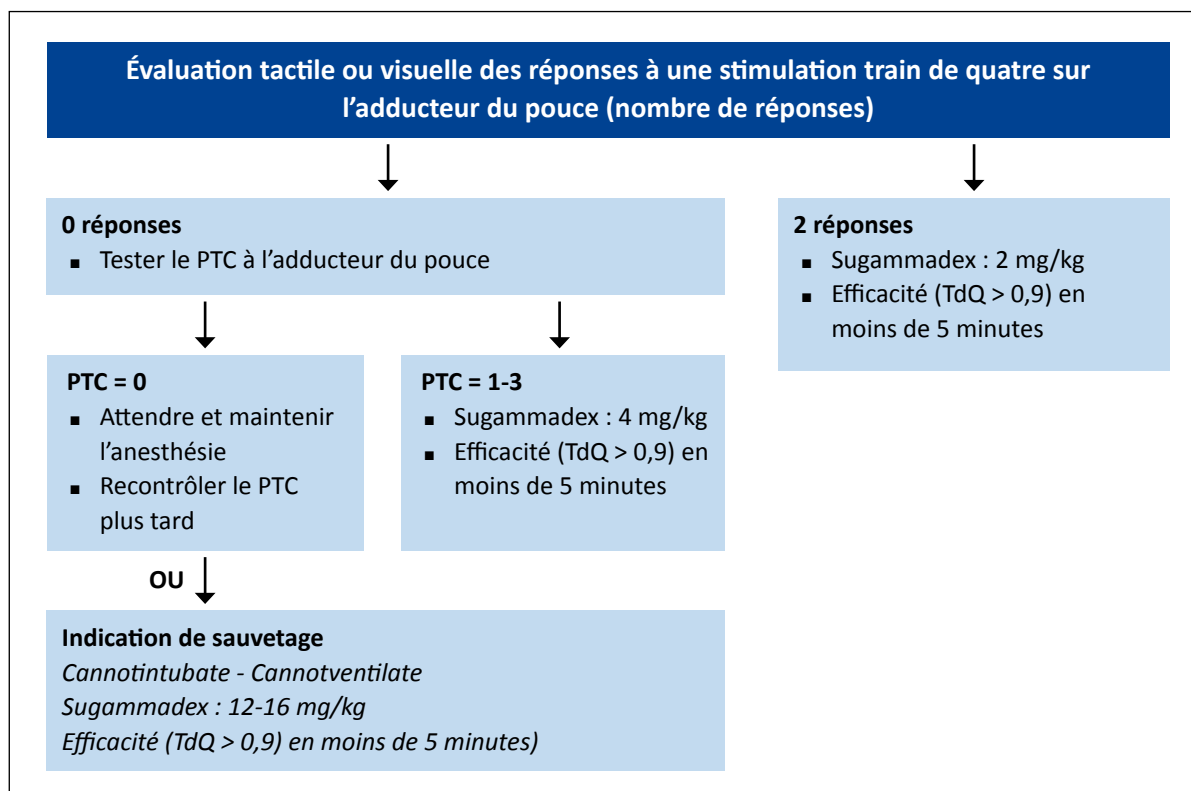 Évaluation tactile ou visuelle des réponses à une stimulation train de quatre sur
l’adducteur du pouce (nombre de réponses)
0 réponses
▪ Tester le PTC à l’adducteur du pouce
2 réponses
▪ Sugammadex : 2 mg/kg
▪ Efficacité (TdQ > 0,9) en
moins de 5 minutes
PTC = 0
▪ Attendre et maintenir
l’anesthésie
▪ Recontrôler le PTC
plus tard
PTC = 1-3
▪ Sugammadex : 4 mg/kg
▪ Efficacité (TdQ > 0,9) en
moins de 5 minutes
OU
Indication de sauvetage
Cannotintubate - Cannotventilate
Sugammadex : 12-16 mg/kg
Efficacité (TdQ > 0,9) en moins de 5 minutes)